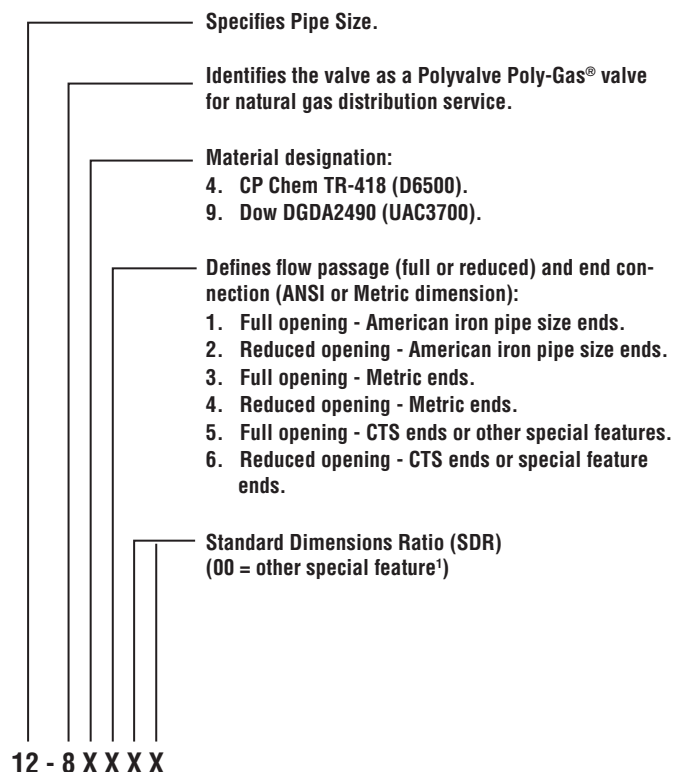 Specifies Pipe Size.
Identifies the valve as a Polyvalve Poly-Gas® valve
for natural gas distribution service.
Material designation:
4. CP Chem TR-418 (D6500).
9. Dow DGDA2490 (UAC3700).
Defines flow passage (full or reduced) and end con-
nection (ANSI or Metric dimension):
1. Full opening - American iron pipe size ends.
2. Reduced opening - American iron pipe size ends.
3. Full opening - Metric ends.
4. Reduced opening - Metric ends.
5. Full opening - CTS ends or other special features.
6. Reduced opening - CTS ends or special feature
ends.
Standard Dimensions Ratio (SDR)
(00 = other special feature¹)
12 - 8 X X X X